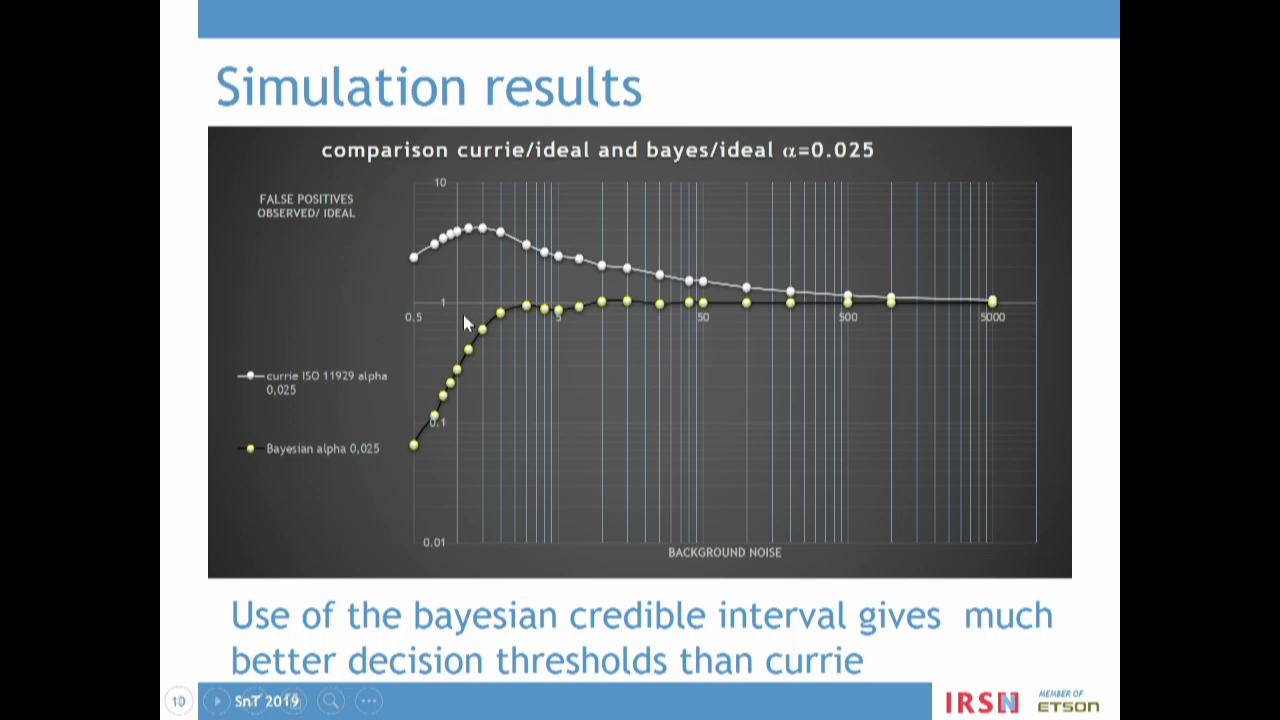 Simulation results
comparison currie/ideal and bayes/ideal α=0.025
FALSE POSITIVES
OBSERVED/ IDEAL
10
1
0.5
5
50
500
5000
currie ISO 11929 alpha
0,025
0.1
Bayesian alpha 0,025
0.01
BACKGROUND NOISE
Use of the bayesian credible interval gives  much
better decision thresholds than currie
10
SnT 2019
IRSN
MEMBER OF
ETSON